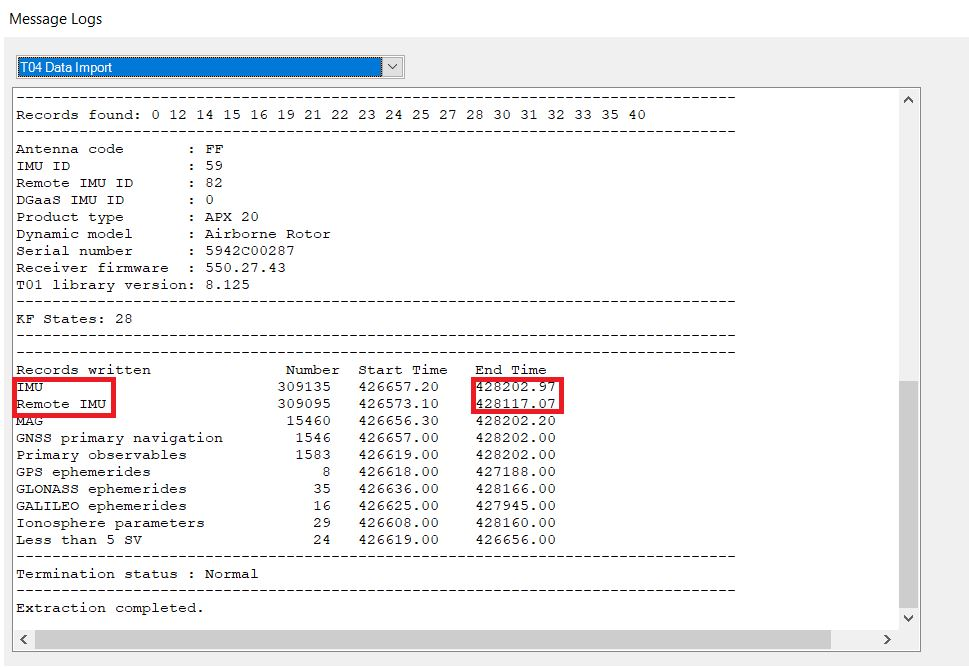 Message Logs
T04 Data Import
--------------------------------------------------------------------------------
Records found: 0 12 14 15 16 19 21 22 23 24 25 27 28 30 31 32 33 35 40
--------------------------------------------------------------------------------
Antenna code : FF
IMU ID : 59
Remote IMU ID : 82
DGaaS IMU ID : 0
Product type : APX 20
Dynamic model : Airborne Rotor
Serial number : 5942C00287
Receiver firmware : 550.27.43
T01 library version: 8.125
--------------------------------------------------------------------------------
KF States: 28
--------------------------------------------------------------------------------
--------------------------------------------------------------------------------
Records written Number Start Time End Time
IMU 309135 426657.20 428202.97
Remote IMU 309095 426573.10 428117.07
MAG 15460 426656.30 428202.20
GNSS primary navigation 1546 426657.00 428202.00
Primary observables 1583 426619.00 428202.00
GPS ephemerides 8 426618.00 427188.00
GLONASS ephemerides 35 426636.00 428166.00
GALILEO ephemerides 16 426625.00 427945.00
Ionosphere parameters 29 426608.00 428160.00
Less than 5 SV 24 426619.00 426656.00
--------------------------------------------------------------------------------
Termination status : Normal
--------------------------------------------------------------------------------
Extraction completed.